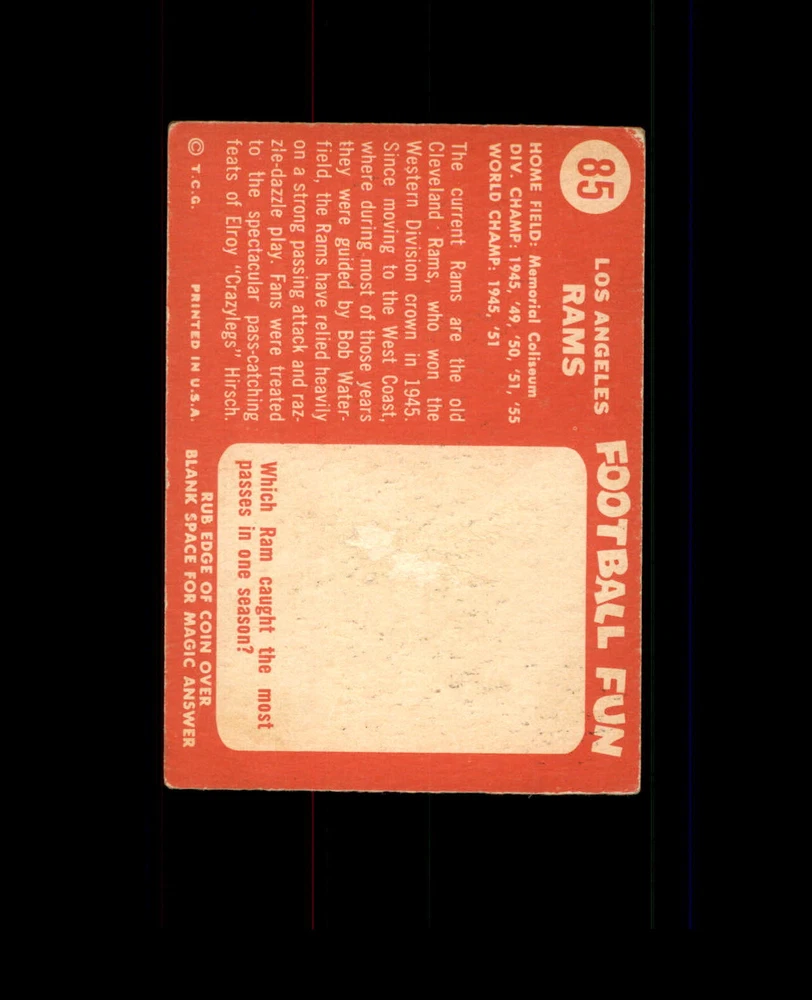 85
LOS ANGELES
RAMS
HOME FIELD: Memorial Coliseum
DIV. CHAMP: 1945, '49, '50, '51, '55
WORLD CHAMP: 1945, '51
The current Rams are the old
Cleveland Rams, who won the
Western Division crown in 1945.
Since moving to the West Coast,
where during most of those years
they were guided by Bob Water-
field, the Rams have relied heavily
on a strong passing attack and raz-
zle-dazzle play. Fans were treated
to the spectacular pass-catching
feats of Elroy "Crazylegs" Hirsch.
© T.C.G. PRINTED IN U.S.A.
FOOTBALL FUN
Which Ram caught the most
passes in one season?
RUB EDGE OF COIN OVER
BLANK SPACE FOR MAGIC ANSWER